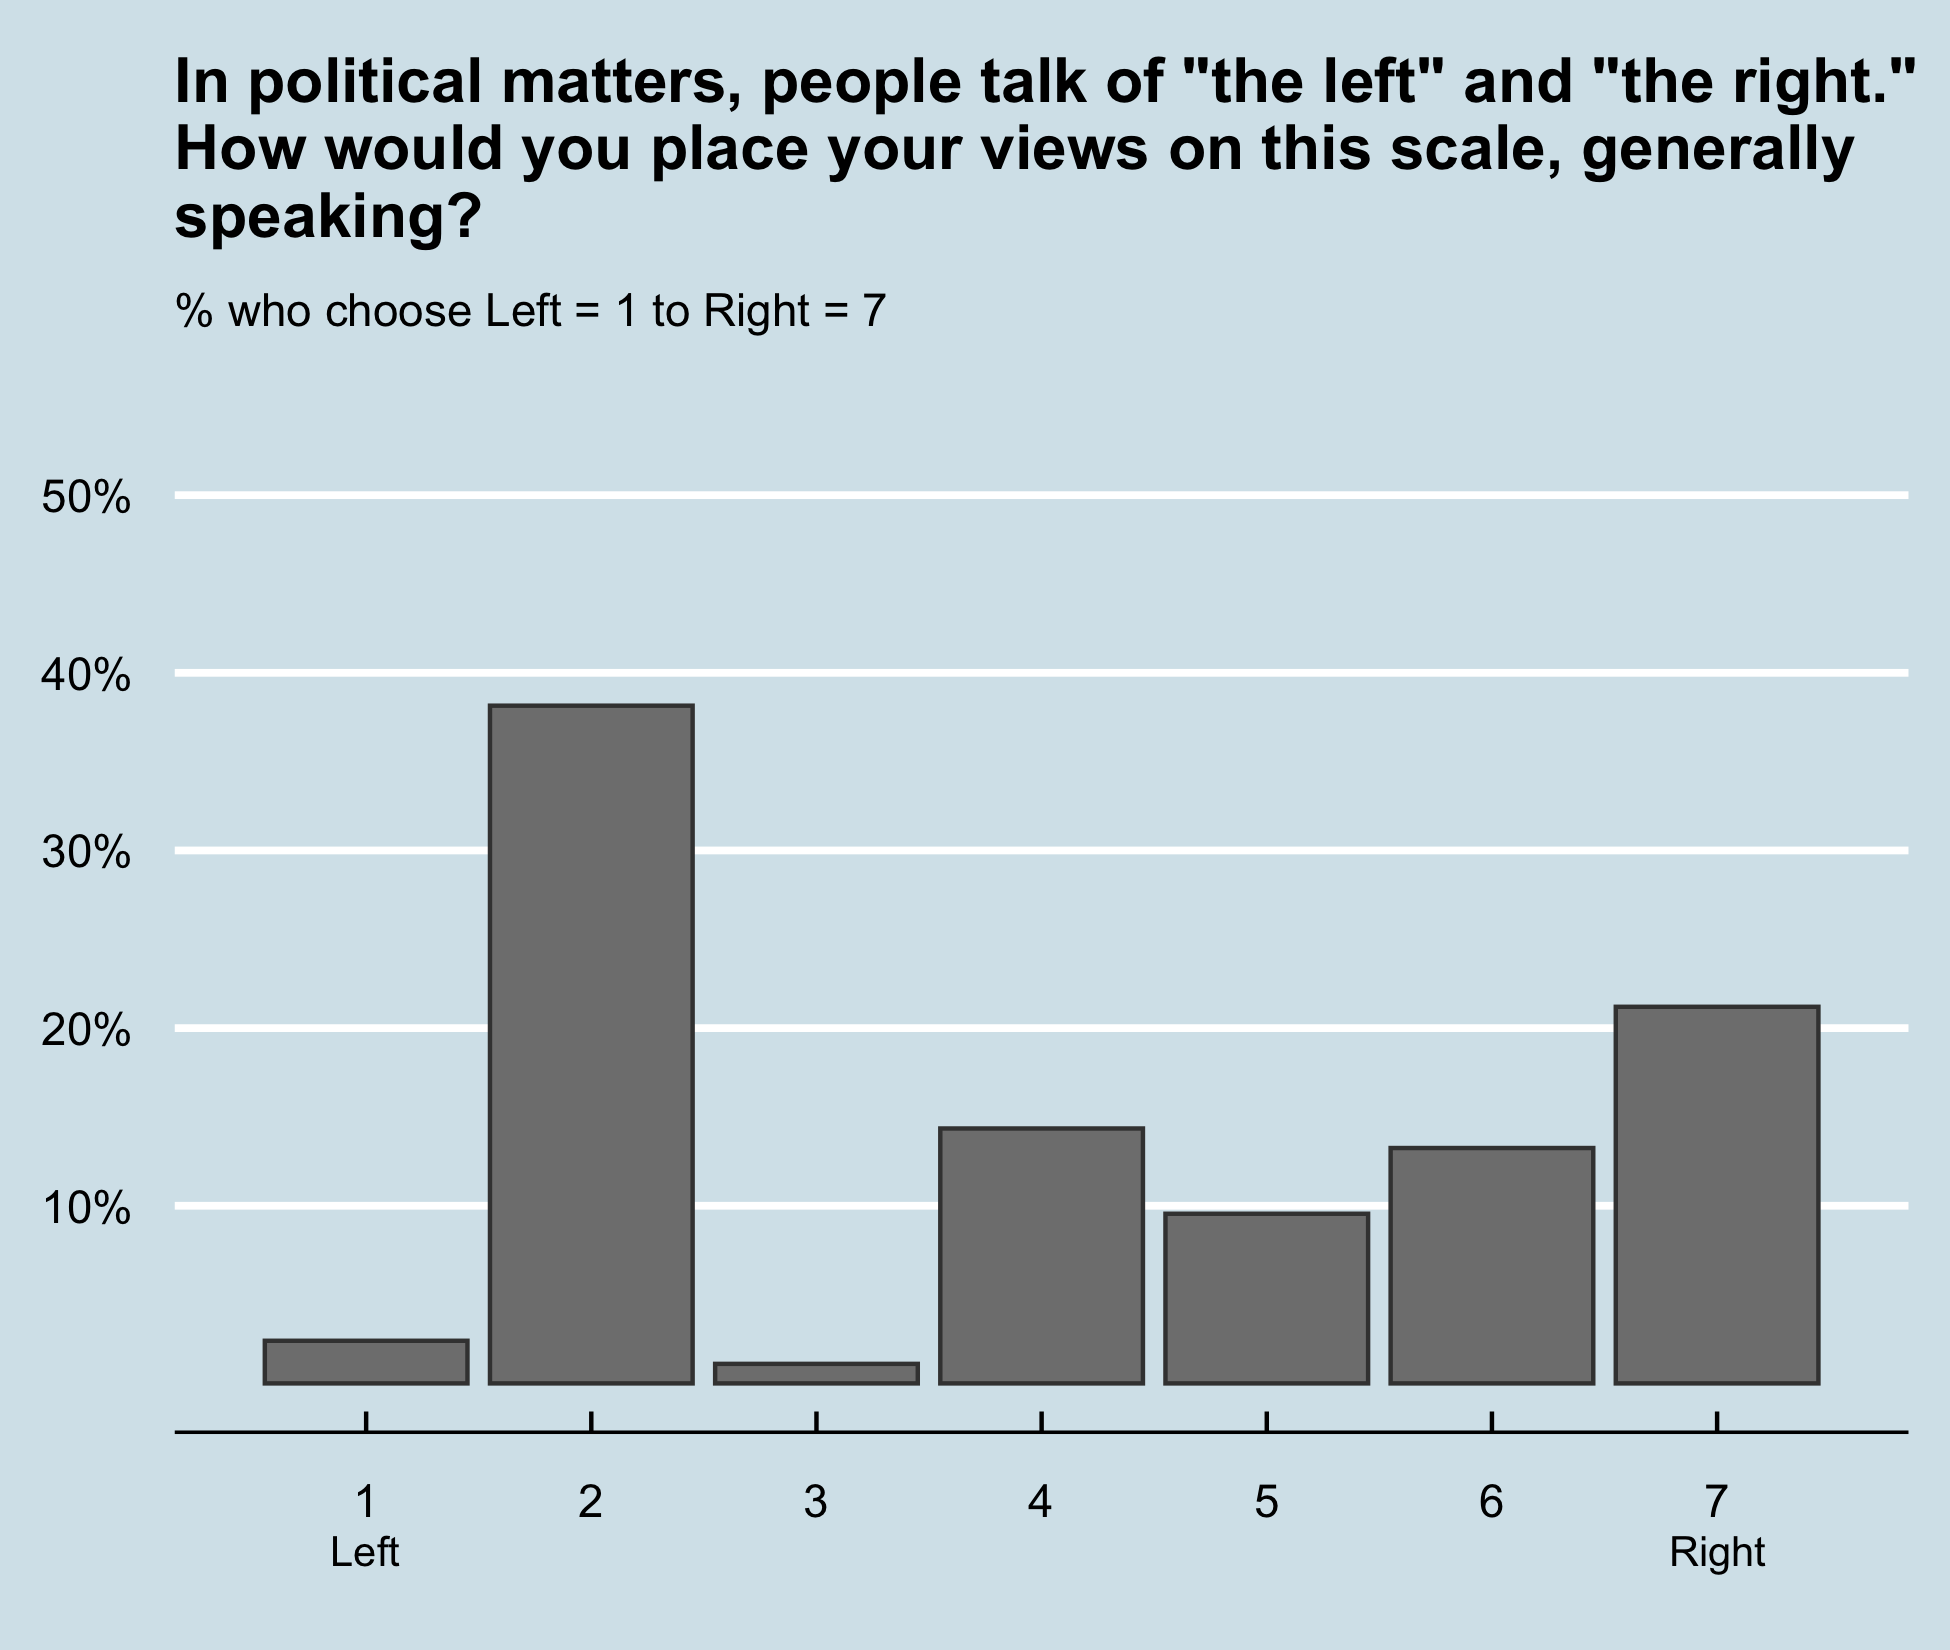 In political matters, people talk of "the left" and "the right."
How would you place your views on this scale, generally
speaking?
% who choose Left = 1 to Right = 7
50%
40%
30%
20%
10%
1 2 3 4 5 6 7
Left Right